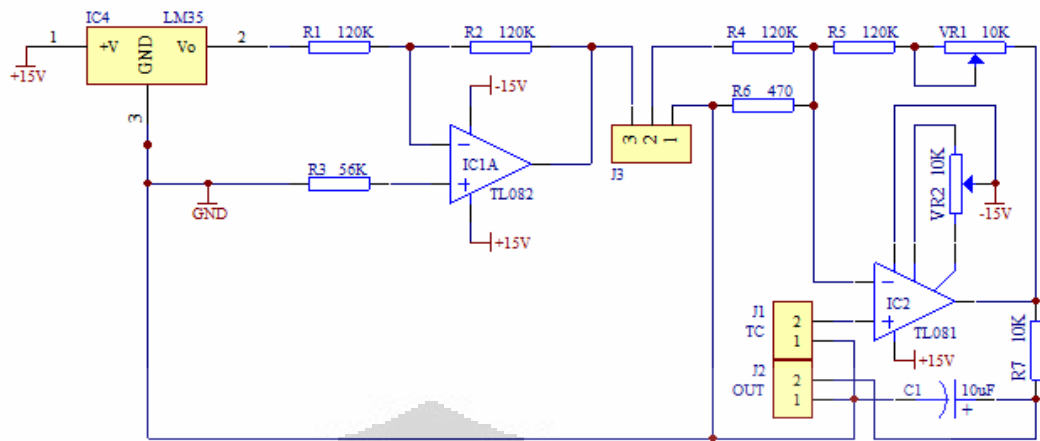 IC4 LM35
1 +V GND Vo 2
+15V
3
R1 120K
R2 120K
-15V
IC1A
TL082
R3 56K
GND
+15V
3 2 1
J3
R4 120K
R5 120K
VR1 10K
R6 470
VR2 10K
-15V
IC2
TL081
+15V
J1
TC
2
1
J2
OUT
2
1
C1 10uF
+
R7 10K